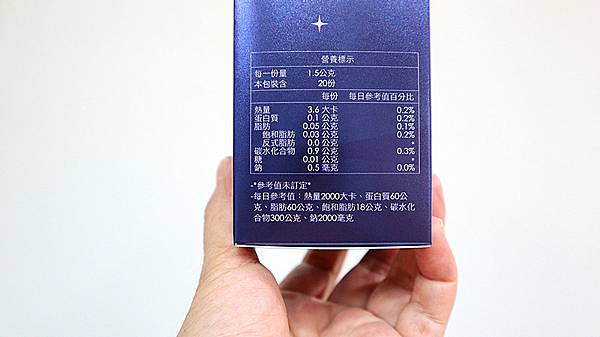 營養標示
每一份量 1.5公克
本包裝含 20份
每份 每日參考值百分比
熱量 3.6 大卡 0.2%
蛋白質 0.1 公克 0.2%
脂肪 0.05 公克 0.1%
飽和脂肪 0.03 公克 0.2%
反式脂肪 0.0 公克 *
碳水化合物 0.9 公克 0.3%
糖 0.01 公克 *
鈉 0.5 毫克 0.0%
-*參考值未訂定*
-每日參考值：熱量2000大卡、蛋白質60公
克、脂肪60公克、飽和脂肪18公克、碳水化
合物300公克、鈉2000毫克